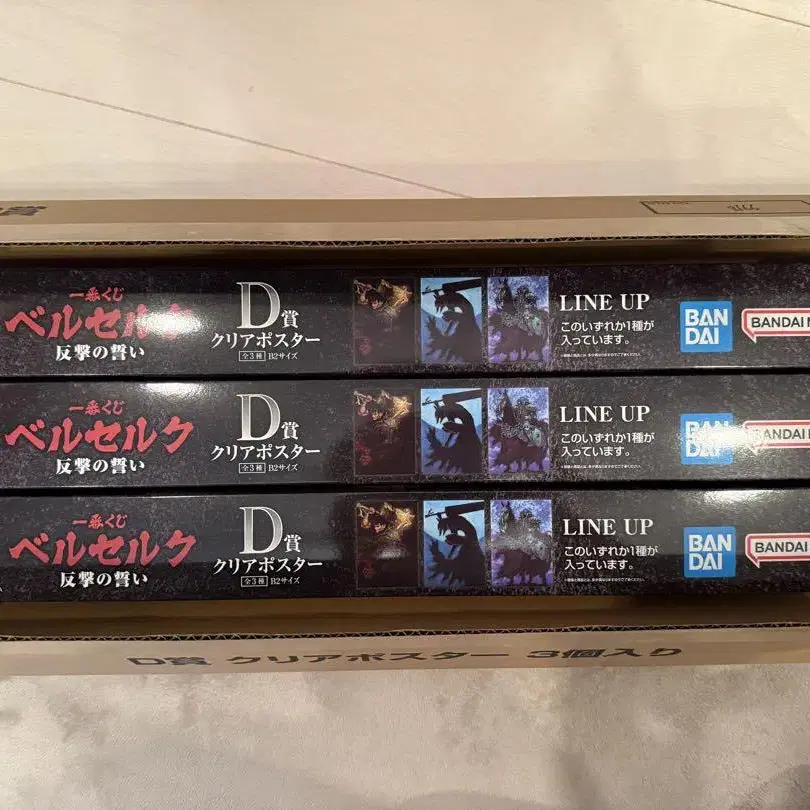 賞
一番くじ
ベルセルク
反撃の誓い
D賞
クリアポスター
全3種 B2サイズ
LINE UP
このいずれか1種が
入っています。
BAN
DAI
BANDAI N
一番くじ
ベルセルク
反撃の誓い
D賞
クリアポスター
全3種 B2サイズ
LINE UP
このいずれか1種が
入っています。
BAN
DAI
BANDAI
一番くじ
ベルセルク
反撃の誓い
D賞
クリアポスター
全3種 B2サイズ
LINE UP
このいずれか1種が
入っています。
BAN
DAI
BANDAI
D賞 クリアポスター 3個入り